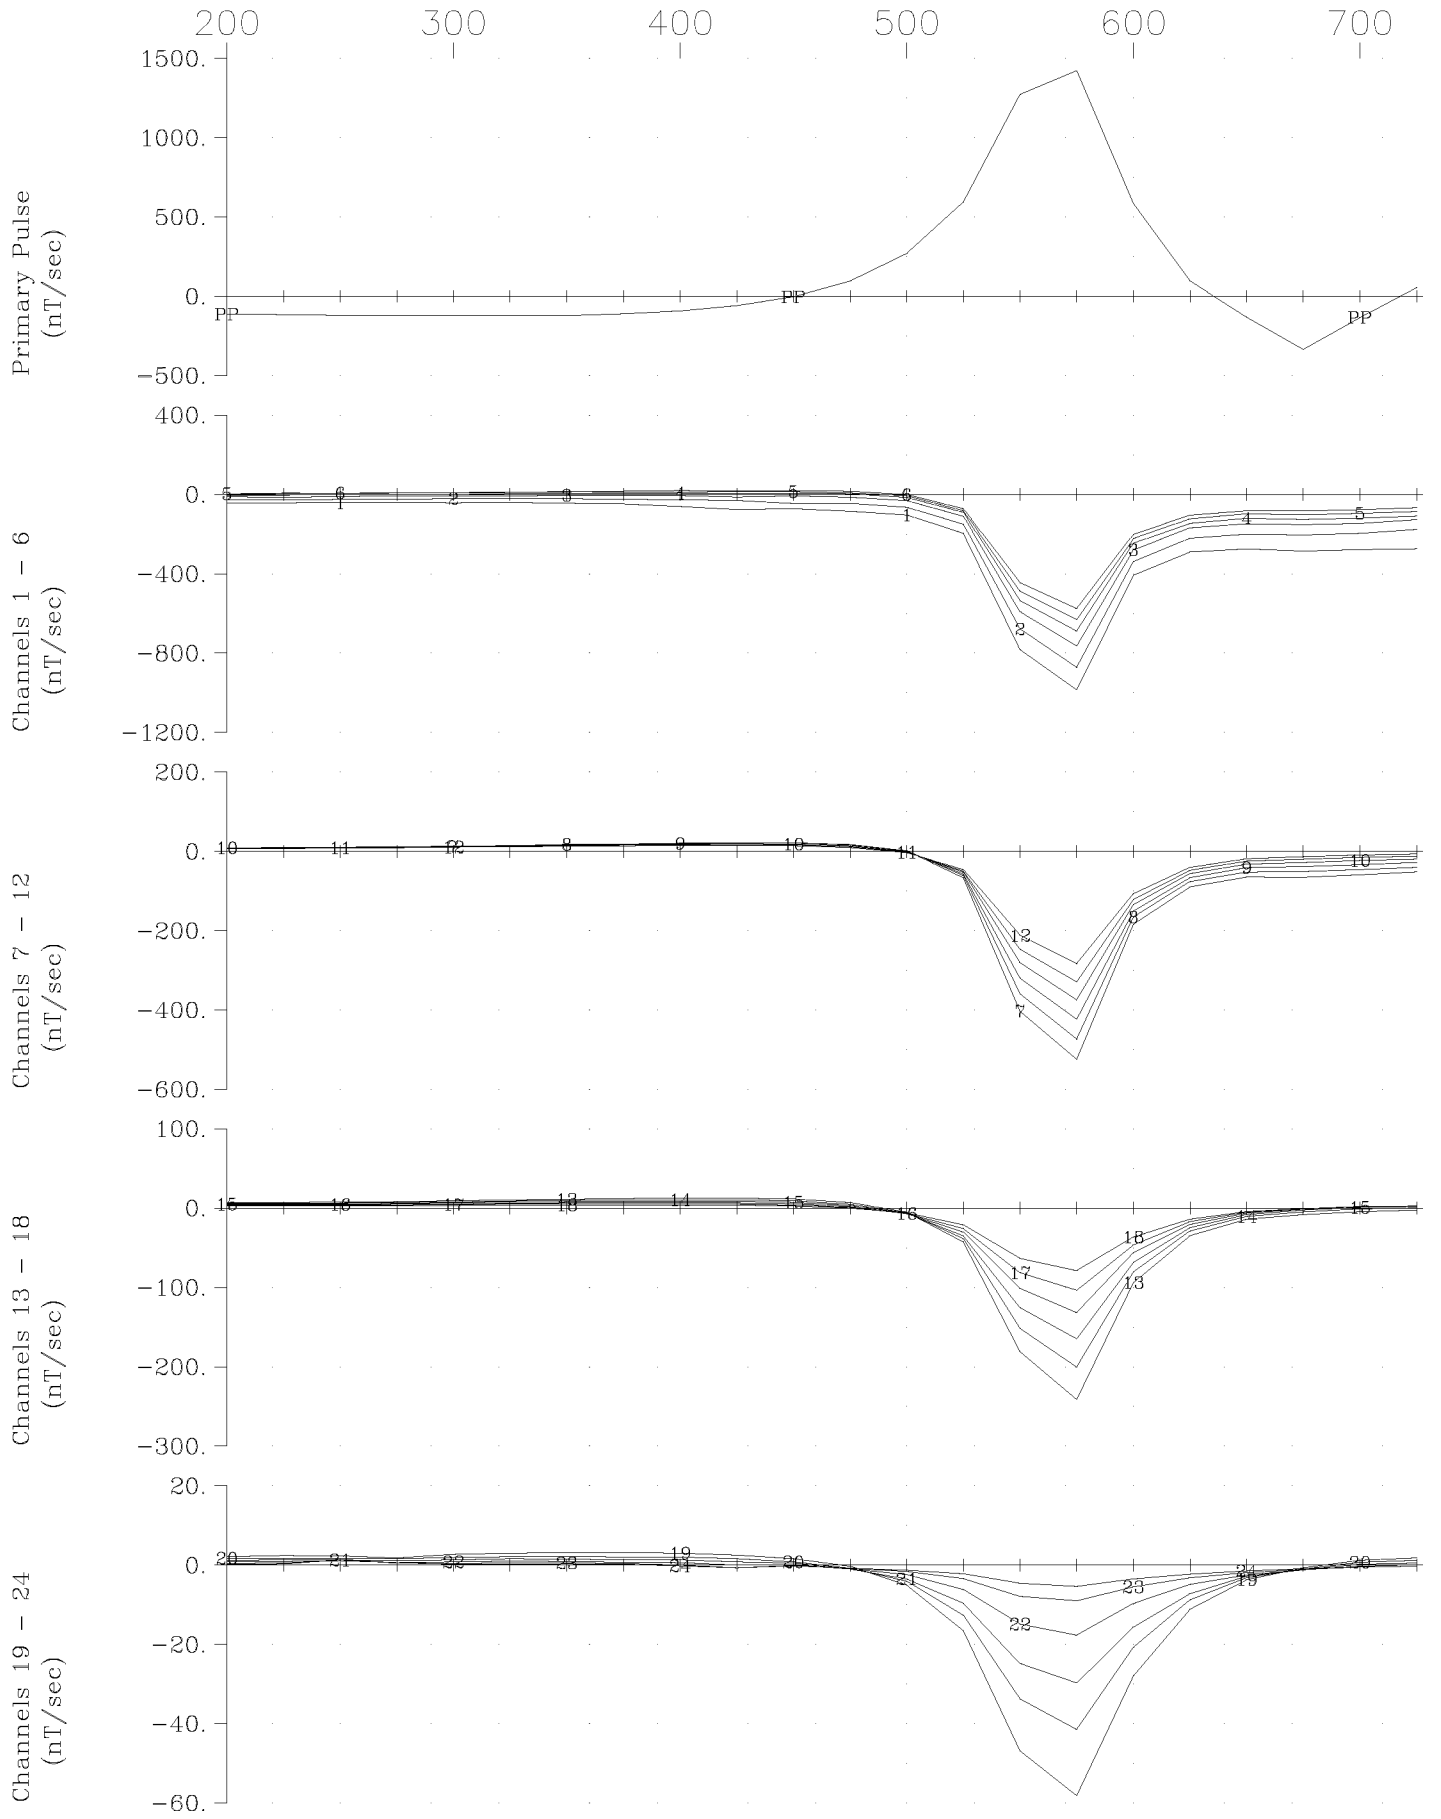 200 300 400 500 600 700
1500.
1000.
500.
0.
-500.
Primary Pulse
(nT/sec)
PP PP PP
400.
0.
-400.
-800.
-1200.
Channels 1 - 6
(nT/sec)
5 6 1 2 3 4 5 6 1 2 3 4 5
200.
0.
-200.
-400.
-600.
Channels 7 - 12
(nT/sec)
10 11 12 8 9 10 11 12 7 8 9 10
100.
0.
-100.
-200.
-300.
Channels 13 - 18
(nT/sec)
15 16 17 13 18 14 15 16 17 18 13 14 15
20.
0.
-20.
-40.
-60.
Channels 19 - 24
(nT/sec)
20 21 22 23 19 24 20 21 22 23 24 19 20